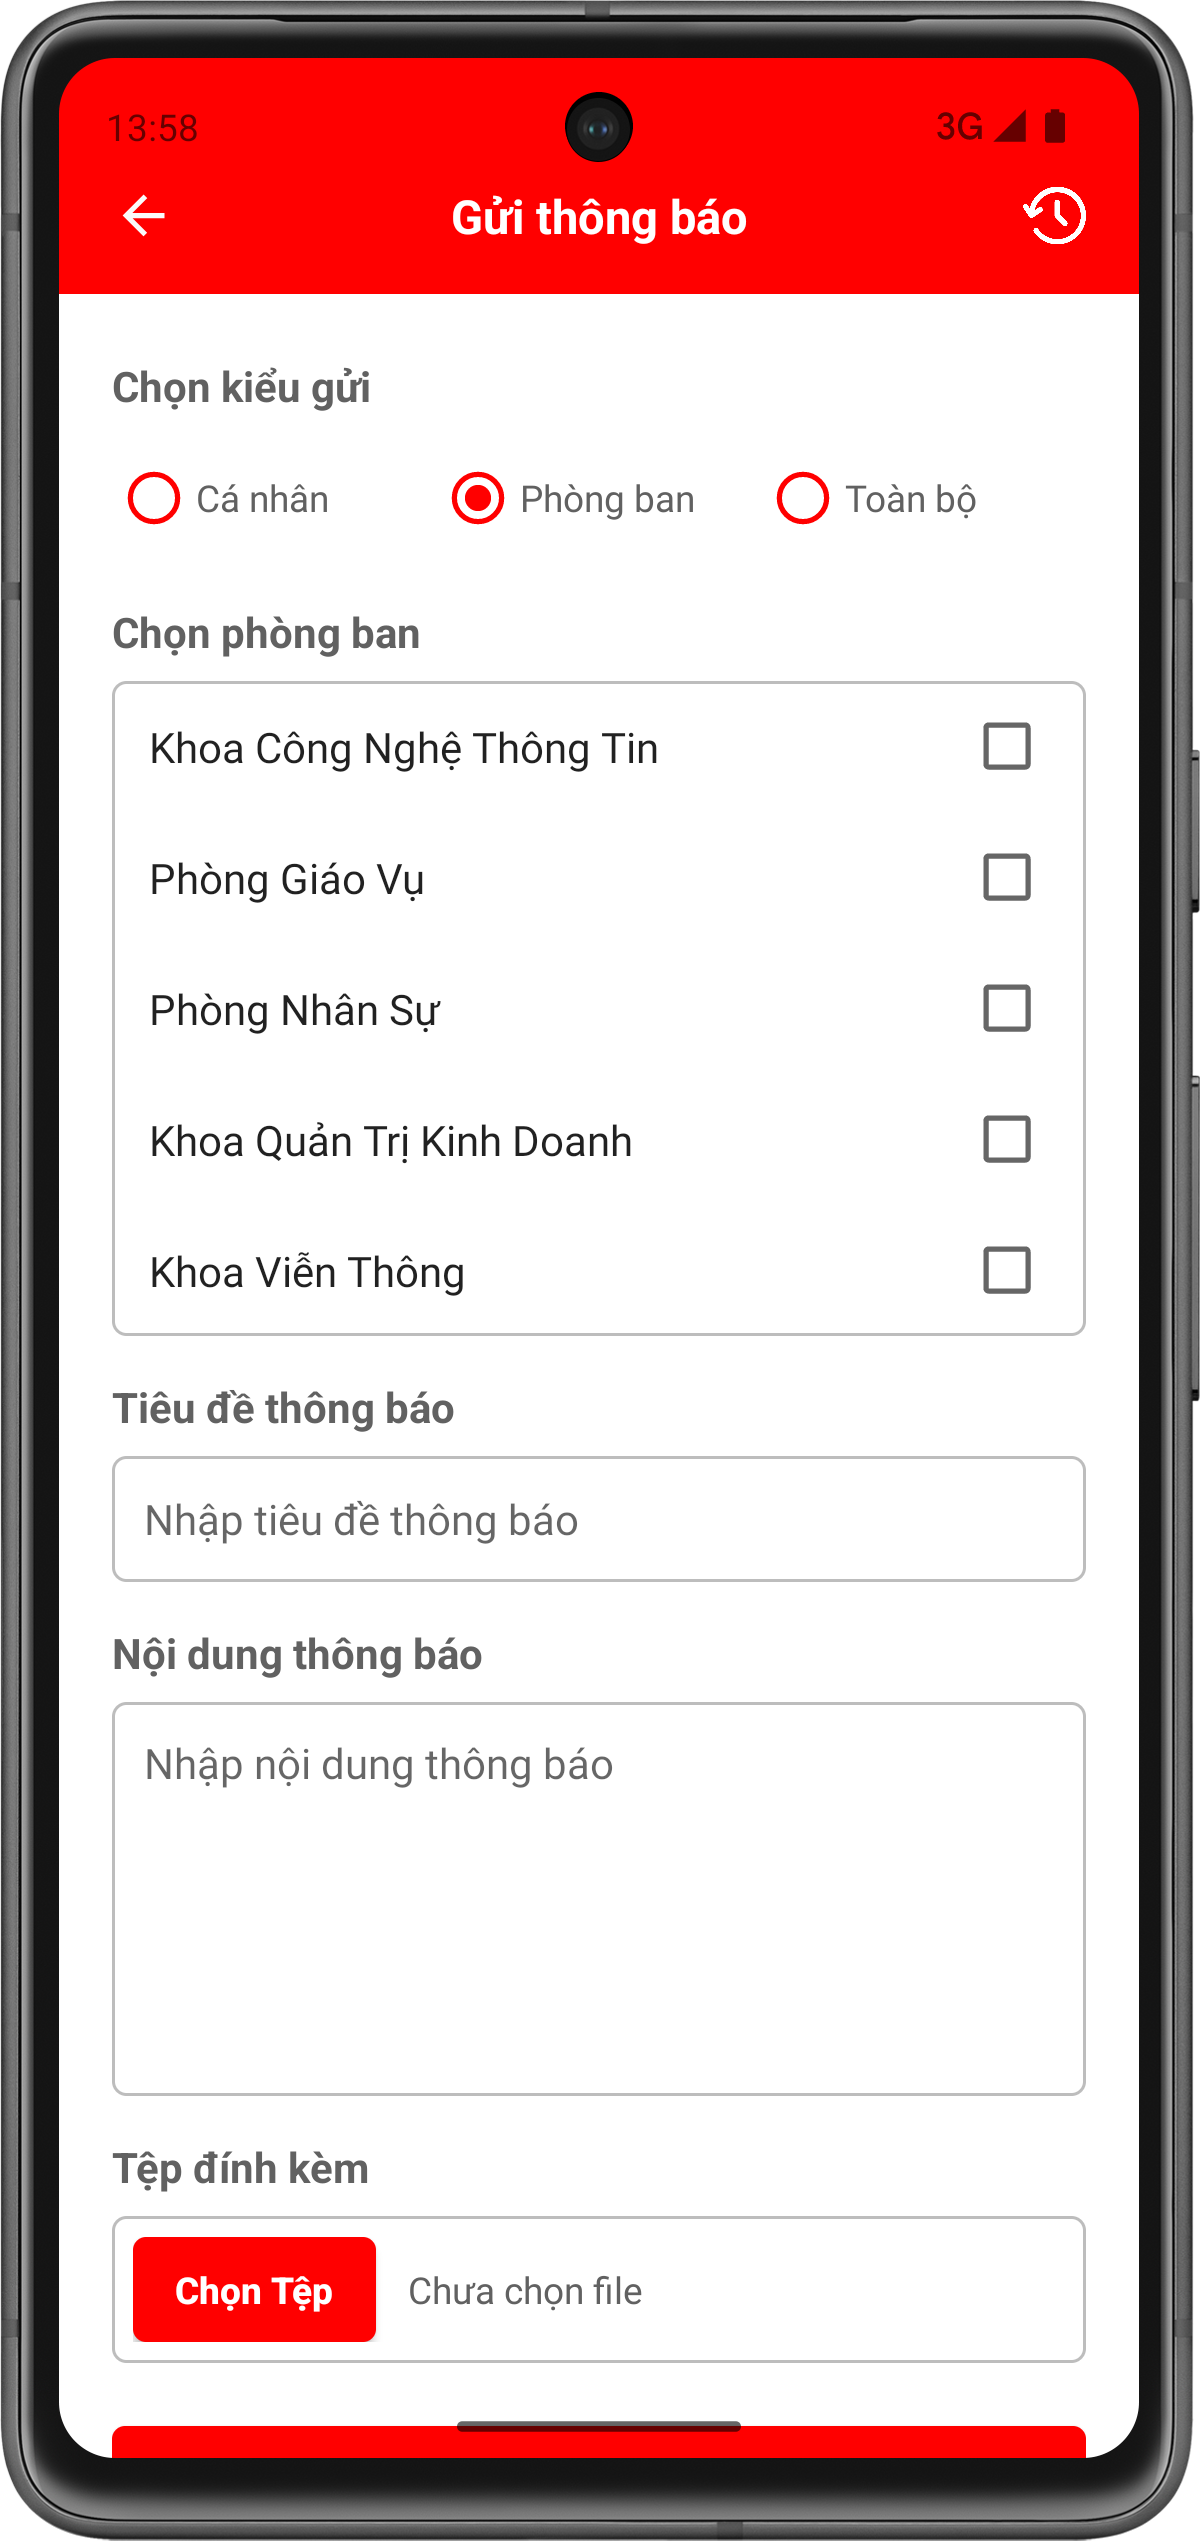 13:58
3G
Gửi thông báo
Chọn kiểu gửi
Cá nhân
Phòng ban
Toàn bộ
Chọn phòng ban
Khoa Công Nghệ Thông Tin
Phòng Giáo Vụ
Phòng Nhân Sự
Khoa Quản Trị Kinh Doanh
Khoa Viễn Thông
Tiêu đề thông báo
Nhập tiêu đề thông báo
Nội dung thông báo
Nhập nội dung thông báo
Tệp đính kèm
Chọn Tệp
Chưa chọn file